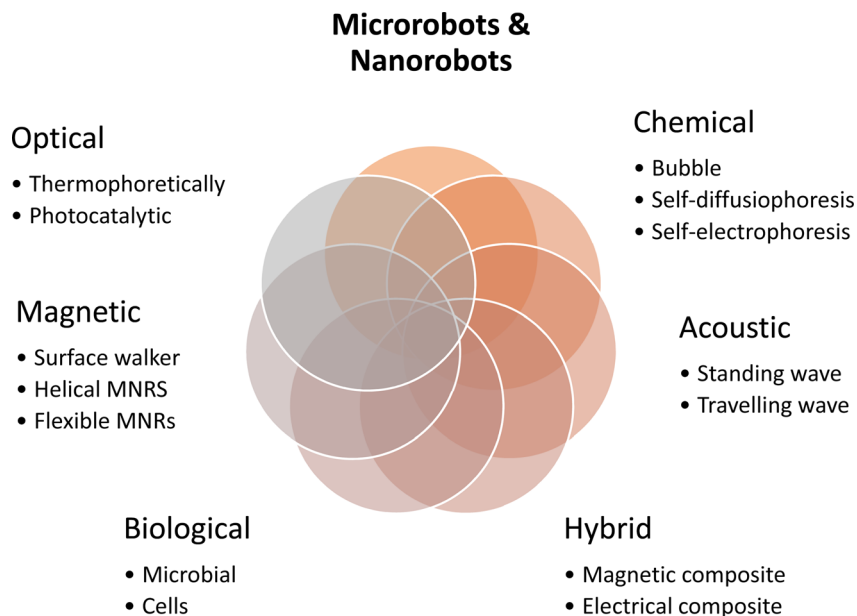 Microrobots &
Nanorobots
Optical
• Thermophoretically
• Photocatalytic
Chemical
• Bubble
• Self-diffusiophoresis
• Self-electrophoresis
Magnetic
• Surface walker
• Helical MNRS
• Flexible MNRs
Acoustic
• Standing wave
• Travelling wave
Biological
• Microbial
• Cells
Hybrid
• Magnetic composite
• Electrical composite